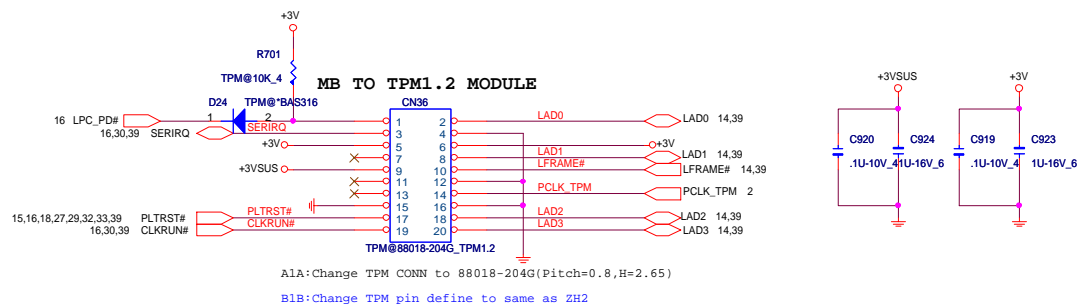 +3V
R701
TPM@10K_4
MB TO TPM1.2 MODULE
CN36
D24
TPM@*BAS316
16 LPC_PD#
1
2
16,30,39 SERIRQ
SERIRQ
+3V
+3VSUS
15,16,18,27,29,32,33,39 PLTRST#
PLTRST#
16,30,39 CLKRUN#
CLKRUN#
1 2
3 4
5 6
7 8
9 10
11 12
13 14
15 16
17 18
19 20
LAD0
LAD0 14,39
+3V
LAD1
LAD1 14,39
LFRAME#
LFRAME# 14,39
PCLK_TPM
PCLK_TPM 2
LAD2
LAD2 14,39
LAD3
LAD3 14,39
TPM@88018-204G_TPM1.2
A1A:Change TPM CONN to 88018-204G(Pitch=0.8,H=2.65)
B1B:Change TPM pin define to same as ZH2
+3VSUS
C920
.1U-10V_4
C924
1U-16V_6
+3V
C919
.1U-10V_4
C923
1U-16V_6